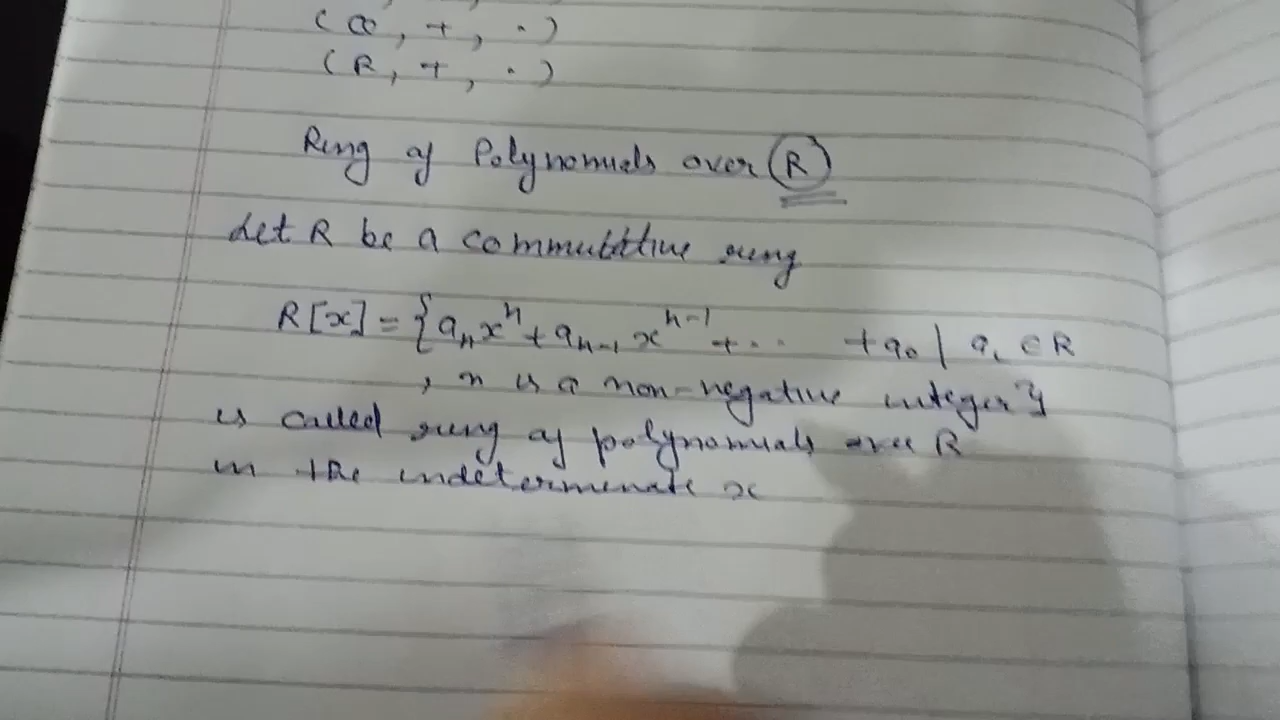 (Q, +, ·)
(R, +, ·)
Ring of Polynomials over R
Let R be a commutative ring
R[x] = {aₙxⁿ + aₙ₋₁xⁿ⁻¹ + ... + a₀ | aᵢ ∈ R
, n is a non-negative integer}
is called ring of polynomials over R
in the indeterminate x